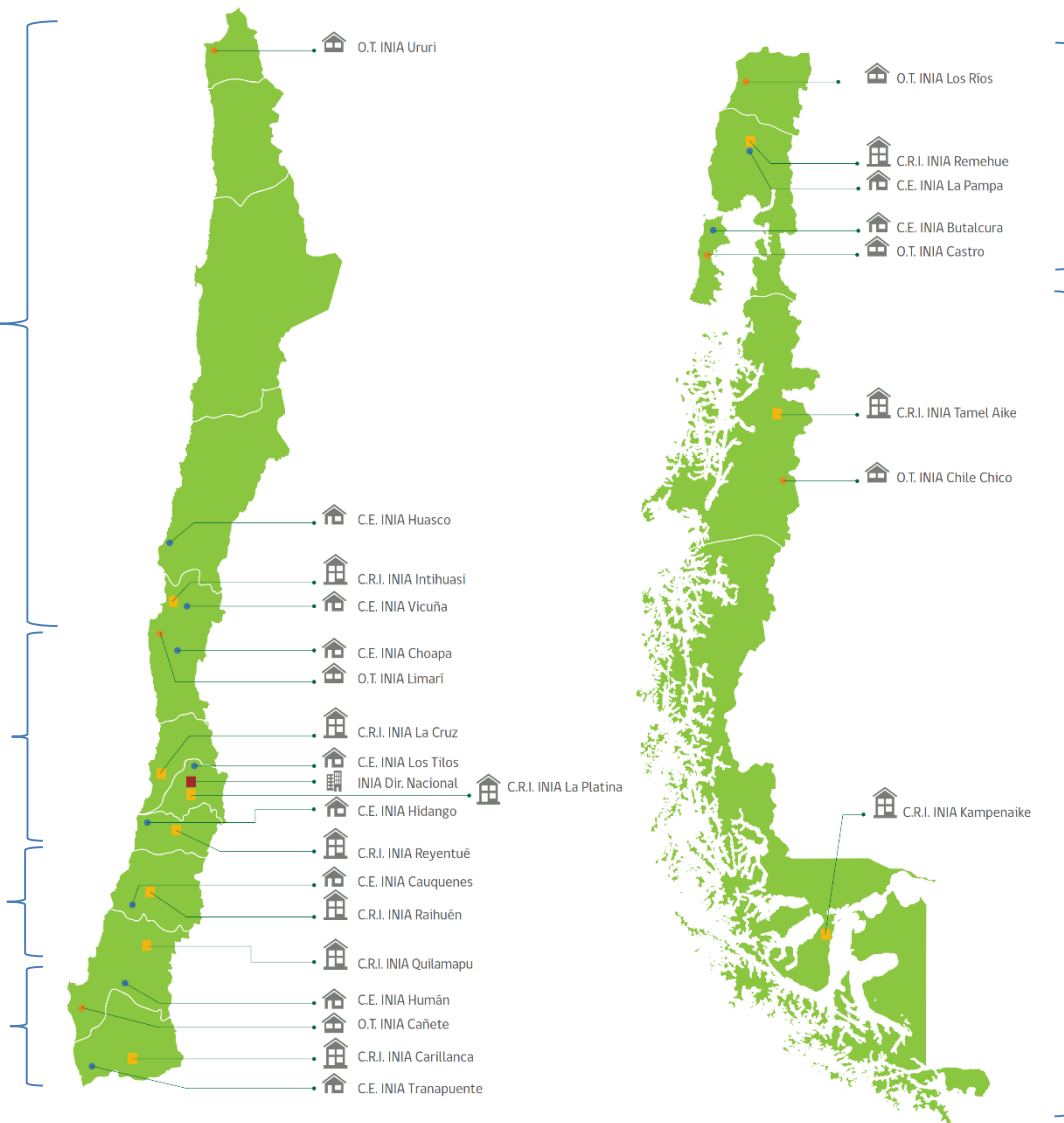 O.T. INIA Ururi
C.E. INIA Huasco
C.R.I. INIA Intihuasi
C.E. INIA Vicuña
C.E. INIA Choapa
O.T. INIA Limarí
C.R.I. INIA La Cruz
C.E. INIA Los Tilos
INIA Dir. Nacional
C.R.I. INIA La Platina
C.E. INIA Hidango
C.R.I. INIA Reyentué
C.E. INIA Cauquenes
C.R.I. INIA Raihuén
C.R.I. INIA Quilamapu
C.E. INIA Humán
O.T. INIA Cañete
C.R.I. INIA Carillanca
C.E. INIA Tranapuente
O.T. INIA Los Ríos
C.R.I. INIA Remehue
C.E. INIA La Pampa
C.E. INIA Butalcura
O.T. INIA Castro
C.R.I. INIA Tamel Aike
O.T. INIA Chile Chico
C.R.I. INIA Kampenaike